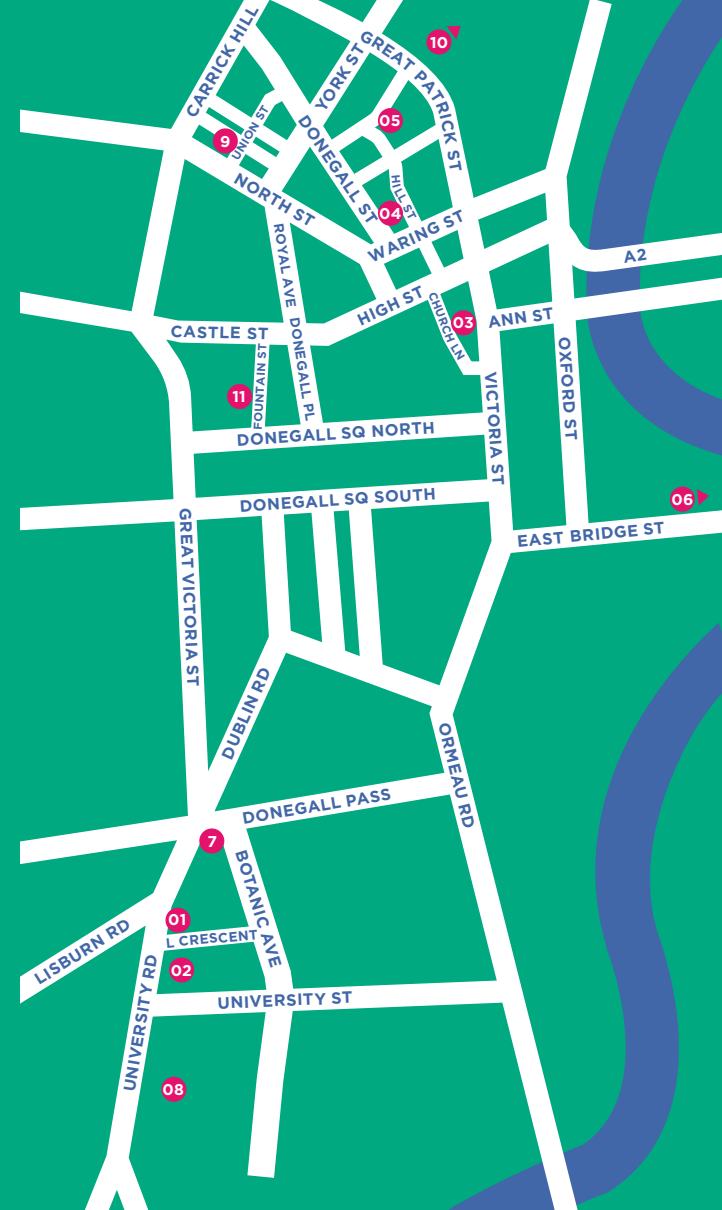 CARRICK HILL
YORK ST
GREAT PATRICK ST
10
05
UNION ST
9
DONEGALL ST
NORTH ST
HILL ST
04
WARING ST
ROYAL AVE
A2
HIGH ST
CHURCH LN
03
ANN ST
CASTLE ST
DONEGALL PL
FOUNTAIN ST
11
OXFORD ST
VICTORIA ST
DONEGALL SQ NORTH
DONEGALL SQ SOUTH
06
EAST BRIDGE ST
GREAT VICTORIA ST
DUBLIN RD
ORMEAU RD
DONEGALL PASS
7
BOTANIC AVE
01
LISBURN RD
L CRESCENT
02
UNIVERSITY RD
UNIVERSITY ST
08